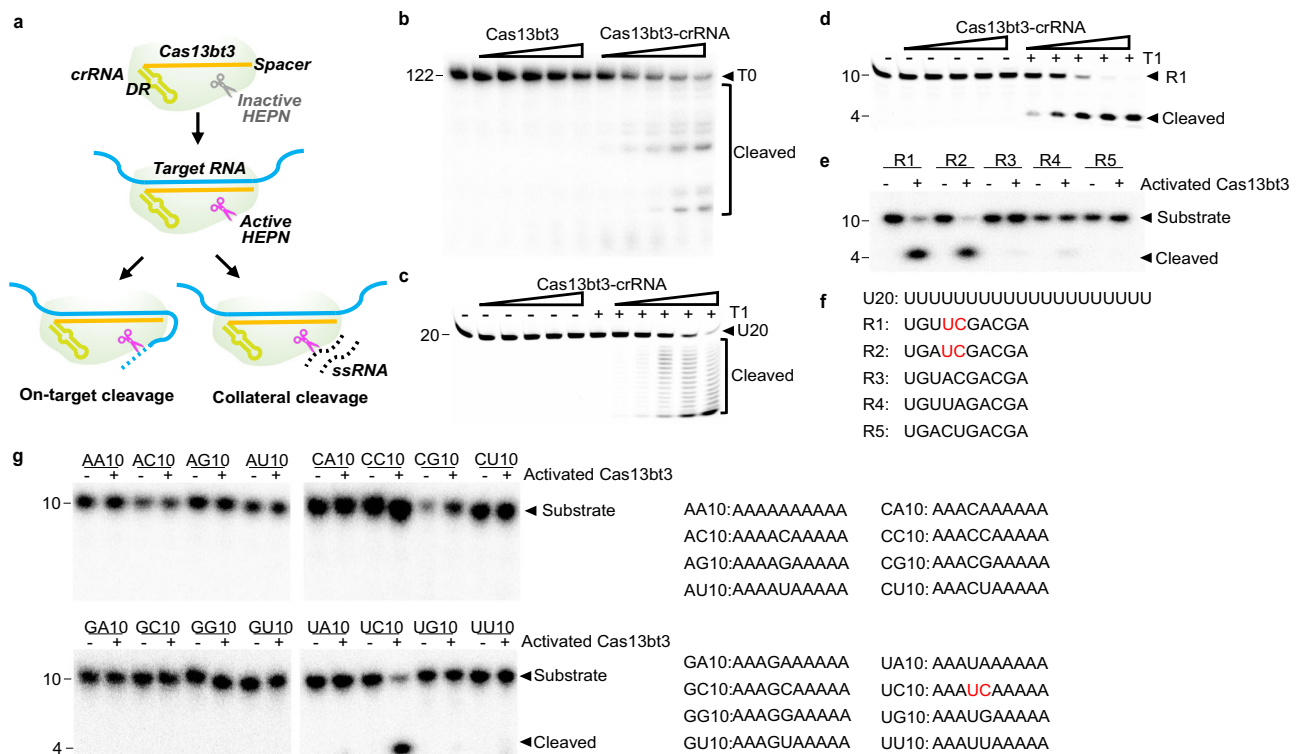 a
Cas13bt3
crRNA
Spacer
DR
Inactive
HEPN
Target RNA
Active
HEPN
ssRNA
On-target cleavage
Collateral cleavage
b
Cas13bt3
Cas13bt3-crRNA
122
T0
Cleaved
c
Cas13bt3-crRNA
- - - - - - + + + + + + T1
20
U20
Cleaved
d
Cas13bt3-crRNA
- - - - - - + + + + + T1
10
R1
4
Cleaved
e
R1 R2 R3 R4 R5
- + - + - + - + - + Activated Cas13bt3
10
Substrate
4
Cleaved
f
U20: UUUUUUUUUUUUUUUUUUUU
R1: UGUUCGACGA
R2: UGAUCGACGA
R3: UGUACGACGA
R4: UGUUAGACGA
R5: UGACUGACGA
g
AA10 AC10 AG10 AU10
- + - + - + - +
CA10 CC10 CG10 CU10
- + - + - + - + Activated Cas13bt3
10
Substrate
GA10 GC10 GG10 GU10
- + - + - + - +
UA10 UC10 UG10 UU10
- + - + - + - + Activated Cas13bt3
10
Substrate
4
Cleaved
AA10:AAAAAAAAAA
AC10:AAAACAAAAA
AG10:AAAAGAAAAA
AU10:AAAAUAAAAA
CA10: AAACAAAAAA
CC10: AAACCAAAAA
CG10: AAACGAAAAA
CU10: AAACUAAAAA
GA10:AAAGAAAAAA
GC10:AAAGCAAAAA
GG10:AAAGGAAAAA
GU10:AAAGUAAAAA
UA10: AAAUAAAAAA
UC10: AAAUCAAAAA
UG10: AAAUGAAAAA
UU10: AAAUUAAAAA